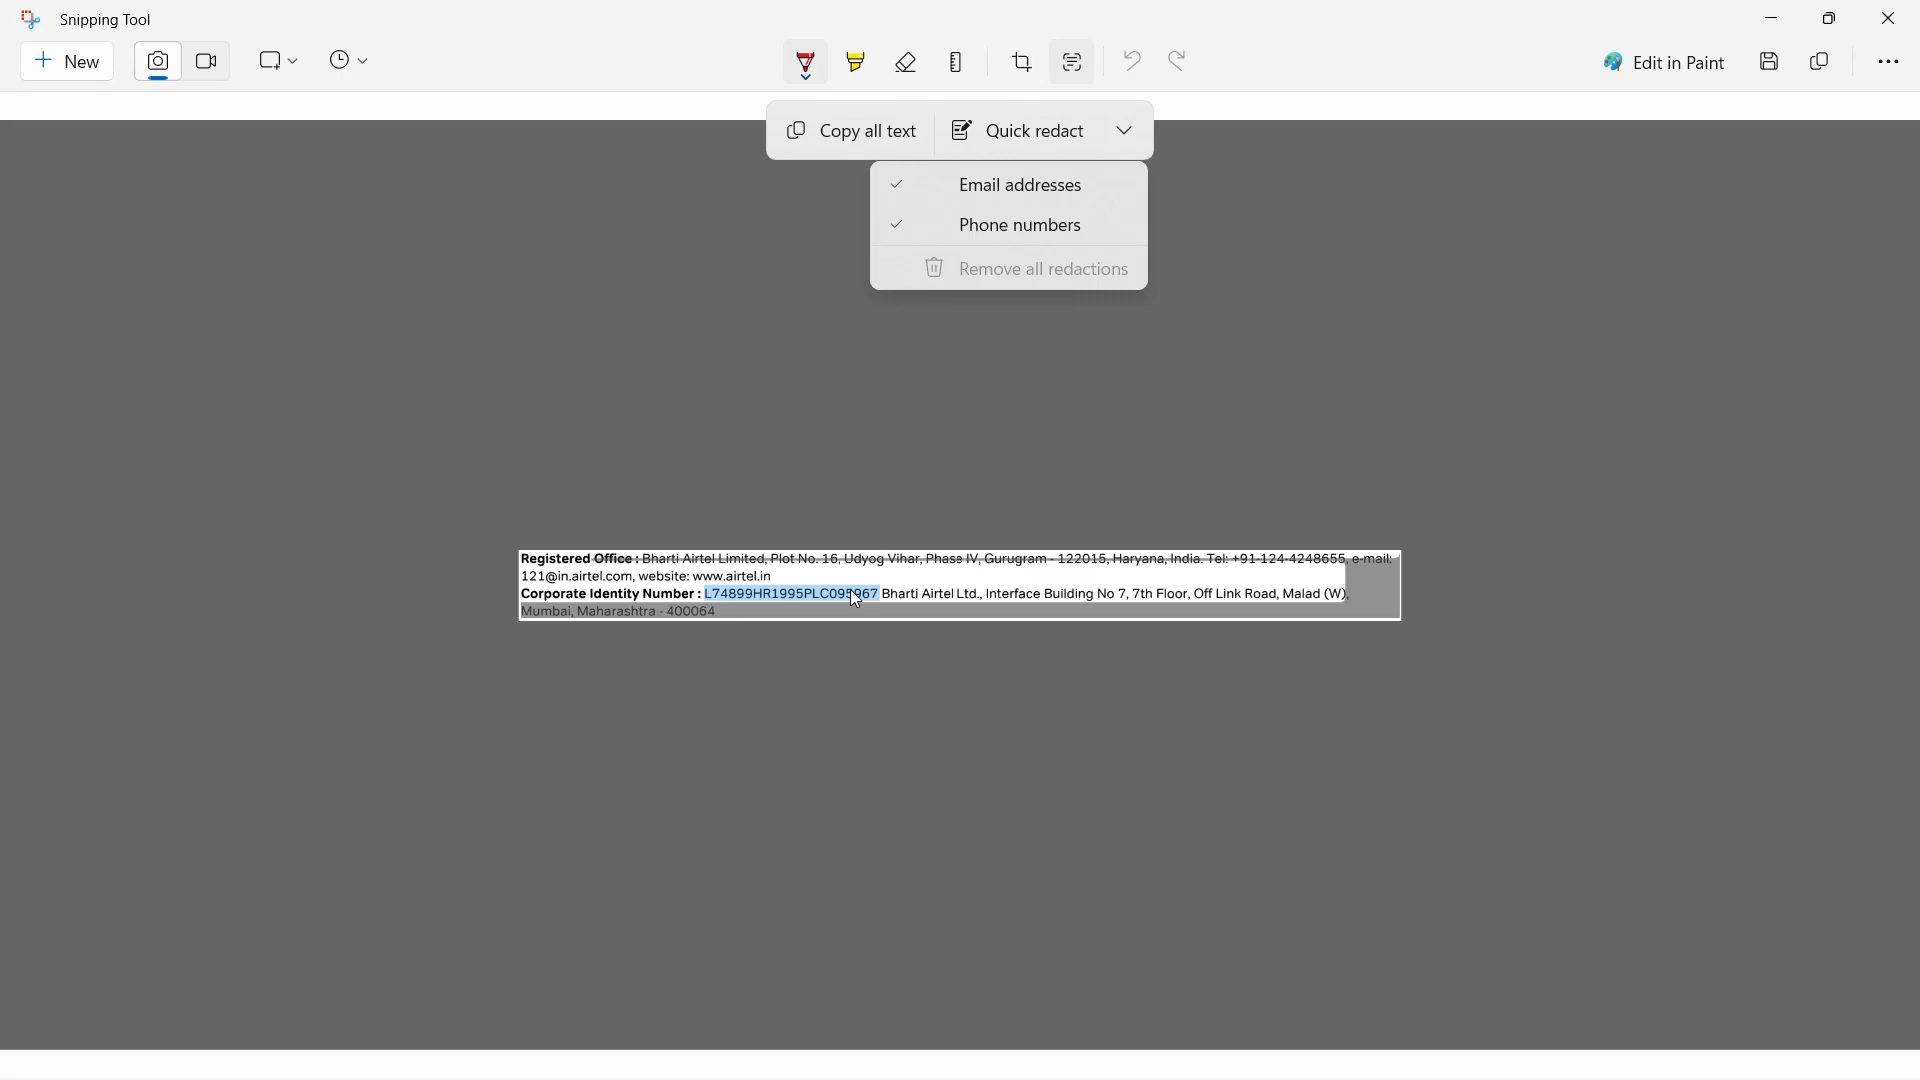 Snipping Tool
New
Edit in Paint
Copy all text Quick redact
Email addresses
Phone numbers
Remove all redactions
Registered Office : Bharti Airtel Limited, Plot No. 16, Udyog Vihar, Phase IV, Gurugram - 122015, Haryana, India. Tel: +91-124-4248655, e-mail:
121@in.airtel.com, website: www.airtel.in
Corporate Identity Number : L74899HR1995PLC095967 Bharti Airtel Ltd., Interface Building No 7, 7th Floor, Off Link Road, Malad (W),
Mumbai, Maharashtra - 400064